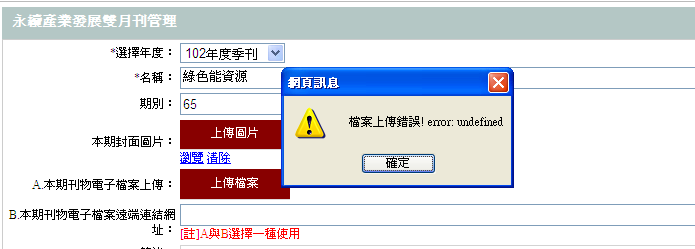 永續產業發展雙月刊管理
*選擇年度： 102年度季刊
*名稱： 綠色能資源
期別： 65
本期封面圖片： 上傳圖片
瀏覽 清除
A.本期刊物電子檔案上傳： 上傳檔案
B.本期刊物電子檔案遠端連結網
址：
[註]A與B選擇一種使用
網頁訊息
檔案上傳錯誤! error: undefined
確定